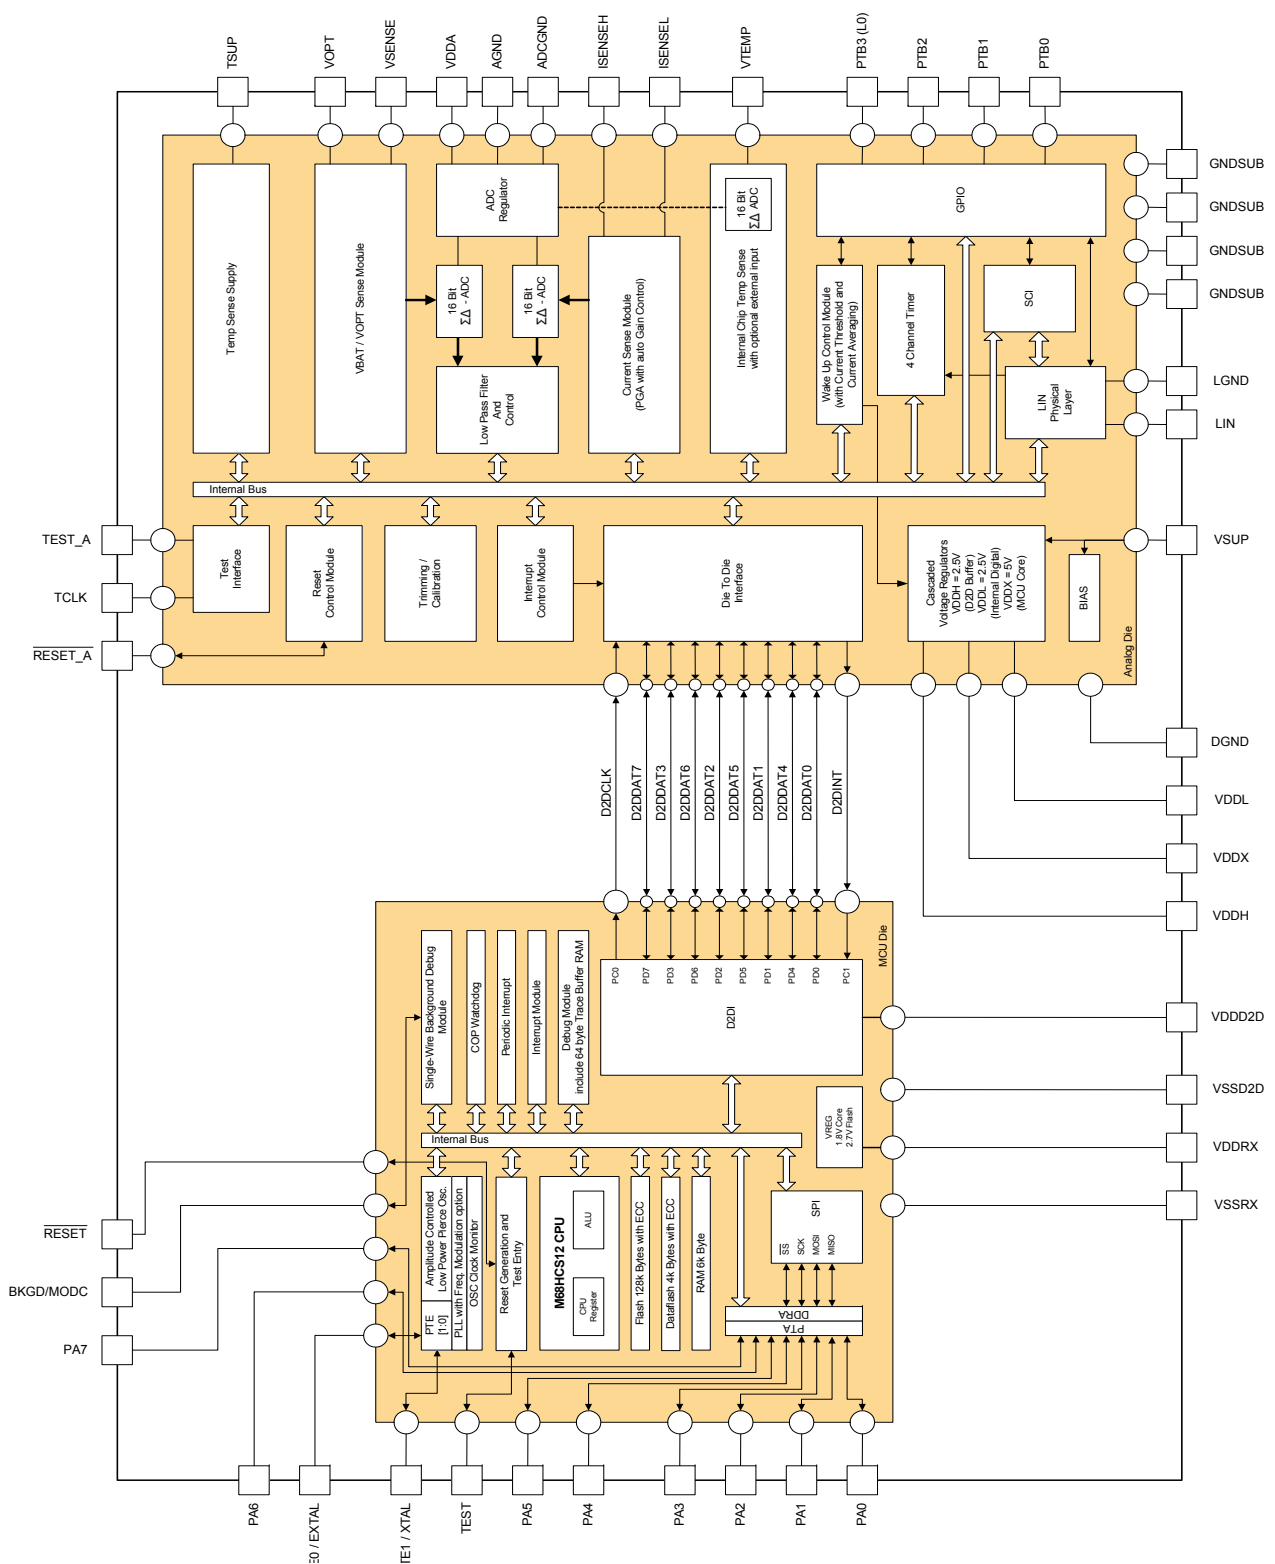 TSUP
VOPT
VSENSE
VDDA
AGND
ADCGND
ISENSEH
ISENSEL
VTEMP
PTB3 (L0)
PTB2
PTB1
PTB0
GNDSUB
GNDSUB
GNDSUB
GNDSUB
LGND
LIN
VSUP
DGND
VDDL
VDDX
VDDH
VDDD2D
VSSD2D
VDDRX
VSSRX
TEST_A
TCLK
RESET_A
RESET
BKGD/MODC
PA7
PA6
E0 / EXTAL
TE1 / XTAL
TEST
PA5
PA4
PA3
PA2
PA1
PA0
Temp Sense Supply
VBAT / VOPT Sense Module
ADC
Regulator
16 Bit
ΣΔ - ADC
16 Bit
ΣΔ - ADC
Low Pass Filter
And
Control
Current Sense Module
(PGA with auto Gain Control)
Internal Chip Temp Sense
with optional external input
16 Bit
ΣΔ ADC
GPIO
Wake Up Control Module
(with Current Threshold and
Current Averaging)
4 Channel Timer
SCI
LIN
Physical
Layer
Internal Bus
Test
Interface
Reset
Control Module
Trimming /
Calibration
Interrupt
Control Module
Die To Die
Interface
Cascaded
Voltage Regulators
VDDH = 2.5V
(D2D Buffer)
VDDL = 2.5V
(Internal Digital)
VDDX = 5V
(MCU Core)
BIAS
Analog Die
D2DCLK
D2DDAT7
D2DDAT3
D2DDAT6
D2DDAT2
D2DDAT5
D2DDAT1
D2DDAT4
D2DDAT0
D2DINT
MCU Die
Single-Wire Background Debug
Module
COP Watchdog
Periodic Interrupt
Interrupt Module
Debug Module
include 64 byte Trace Buffer RAM
PC0
PD7
PD3
PD6
PD2
PD5
PD1
PD4
PD0
PC1
D2DI
VREG
1.8V Core
2.7V Flash
Internal Bus
Amplitude Controlled
Low Power Pierce Osc.
PTE
[1:0]
PLL with Freq. Modulation option
OSC Clock Monitor
Reset Generation and
Test Entry
M68HCS12 CPU
ALU
CPU
Register
Flash 128k Bytes with ECC
Dataflash 4k Bytes with ECC
RAM 6k Byte
SPI
SS
SCK
MOSI
MISO
DDRA
PTA